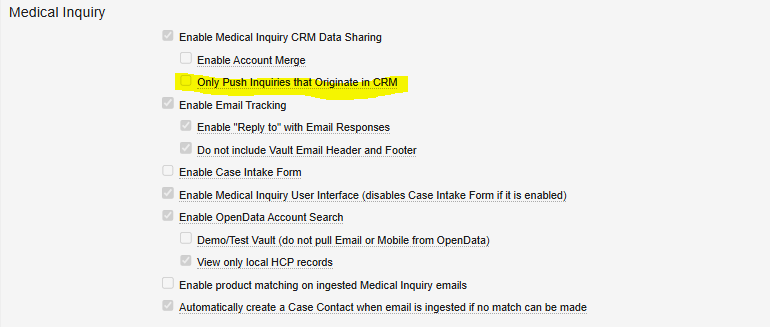 Medical Inquiry
Enable Medical Inquiry CRM Data Sharing
Enable Account Merge
Only Push Inquiries that Originate in CRM
Enable Email Tracking
Enable "Reply to" with Email Responses
Do not include Vault Email Header and Footer
Enable Case Intake Form
Enable Medical Inquiry User Interface (disables Case Intake Form if it is enabled)
Enable OpenData Account Search
Demo/Test Vault (do not pull Email or Mobile from OpenData)
View only local HCP records
Enable product matching on ingested Medical Inquiry emails
Automatically create a Case Contact when email is ingested if no match can be made